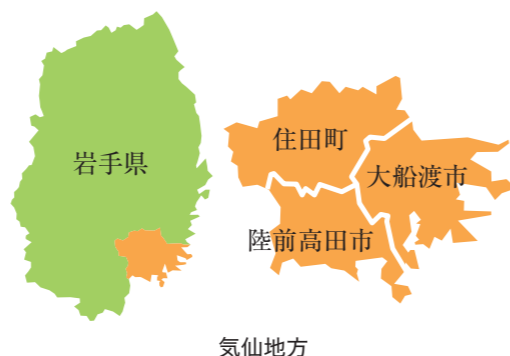 岩手県
住田町
大船渡市
陸前高田市
気仙地方